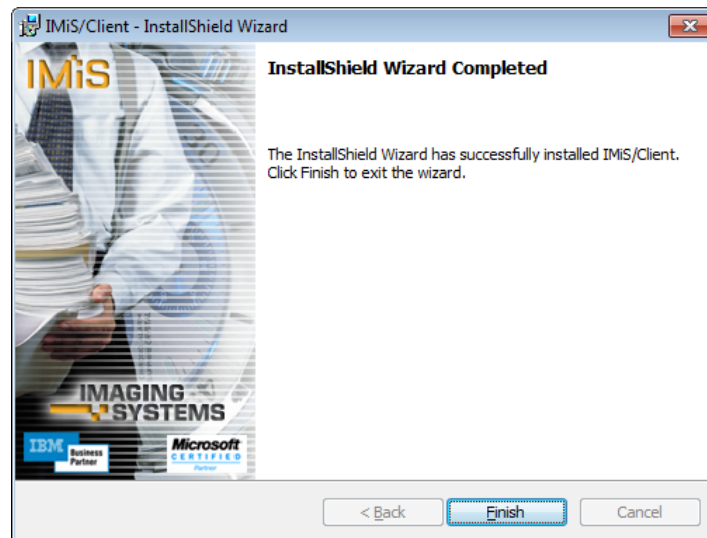 IMiS/Client - InstallShield Wizard
IMiS
InstallShield Wizard Completed
The InstallShield Wizard has successfully installed IMiS/Client.
Click Finish to exit the wizard.
IMAGING
SYSTEMS
IBM
Business
Partner
Microsoft
CERTIFIED
Partner
< Back
Finish
Cancel